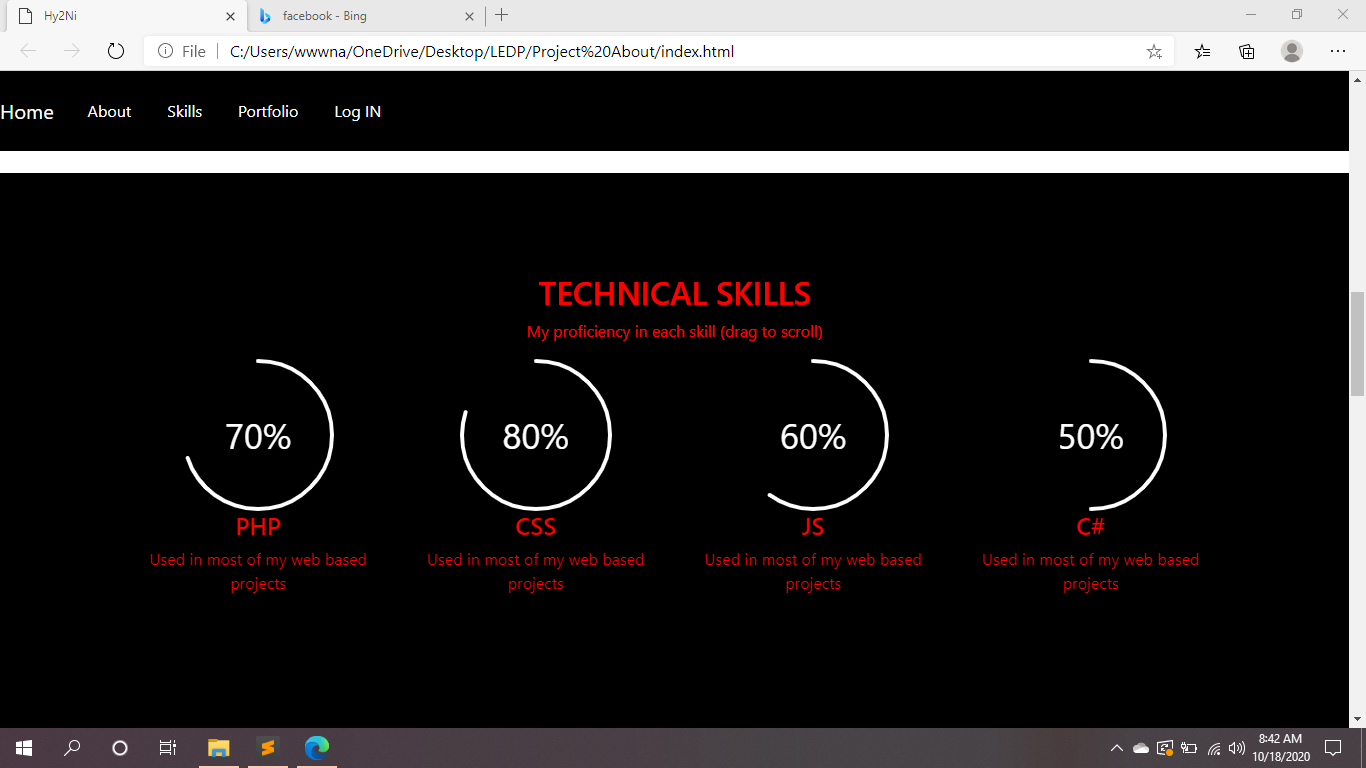 Hy2Ni
facebook - Bing
File
C:/Users/wwwna/OneDrive/Desktop/LEDP/Project%20About/index.html
Home About Skills Portfolio Log IN
TECHNICAL SKILLS
My proficiency in each skill (drag to scroll)
70%
PHP
Used in most of my web based
projects
80%
CSS
Used in most of my web based
projects
60%
JS
Used in most of my web based
projects
50%
C#
Used in most of my web based
projects
8:42 AM
10/18/2020